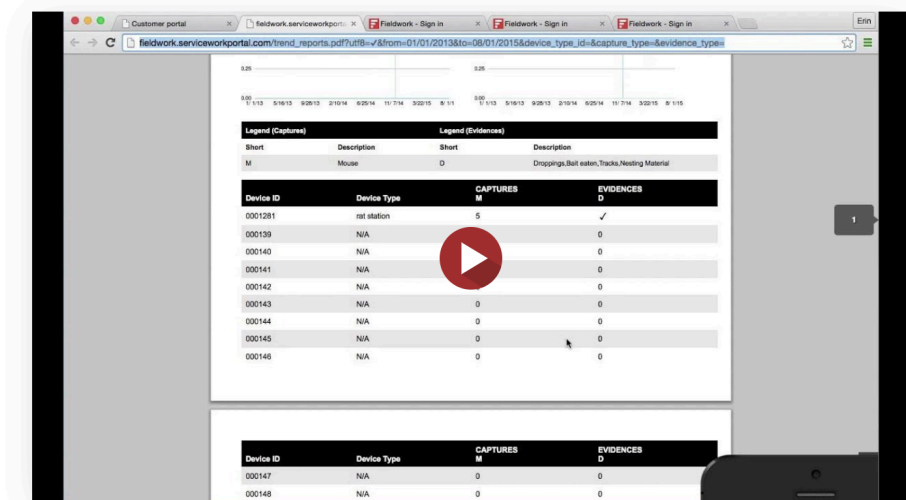 Customer portal
fieldwork.serviceworkporta
Fieldwork - Sign in
Fieldwork - Sign in
Fieldwork - Sign in
Erin
fieldwork.serviceworkportal.com/trend_reports.pdf?utf8=✓&from=01/01/2013&to=08/01/2015&device_type_id=&capture_type=&evidence_type=
0.25 0.25
0.00 0.00
1/ 1/13 5/16/13 9/28/13 2/10/14 6/25/14 11/ 7/14 3/22/15 8/ 1/1 1/ 1/13 5/16/13 9/28/13 2/10/14 6/25/14 11/ 7/14 3/22/15 8/ 1/15
Legend (Captures) Legend (Evidences)
Short Description Short Description
M Mouse D Droppings,Bait eaten,Tracks,Nesting Material
CAPTURES EVIDENCES
Device ID Device Type M D
0001281 rat station 5 ✓
000139 N/A 0
000140 N/A 0
000141 N/A 0
000142 N/A 0
000143 N/A 0 0
000144 N/A 0 0
000145 N/A 0 0
000146 N/A 0 0
1
CAPTURES EVIDENCES
Device ID Device Type M D
000147 N/A 0 0
000148 N/A 0 0